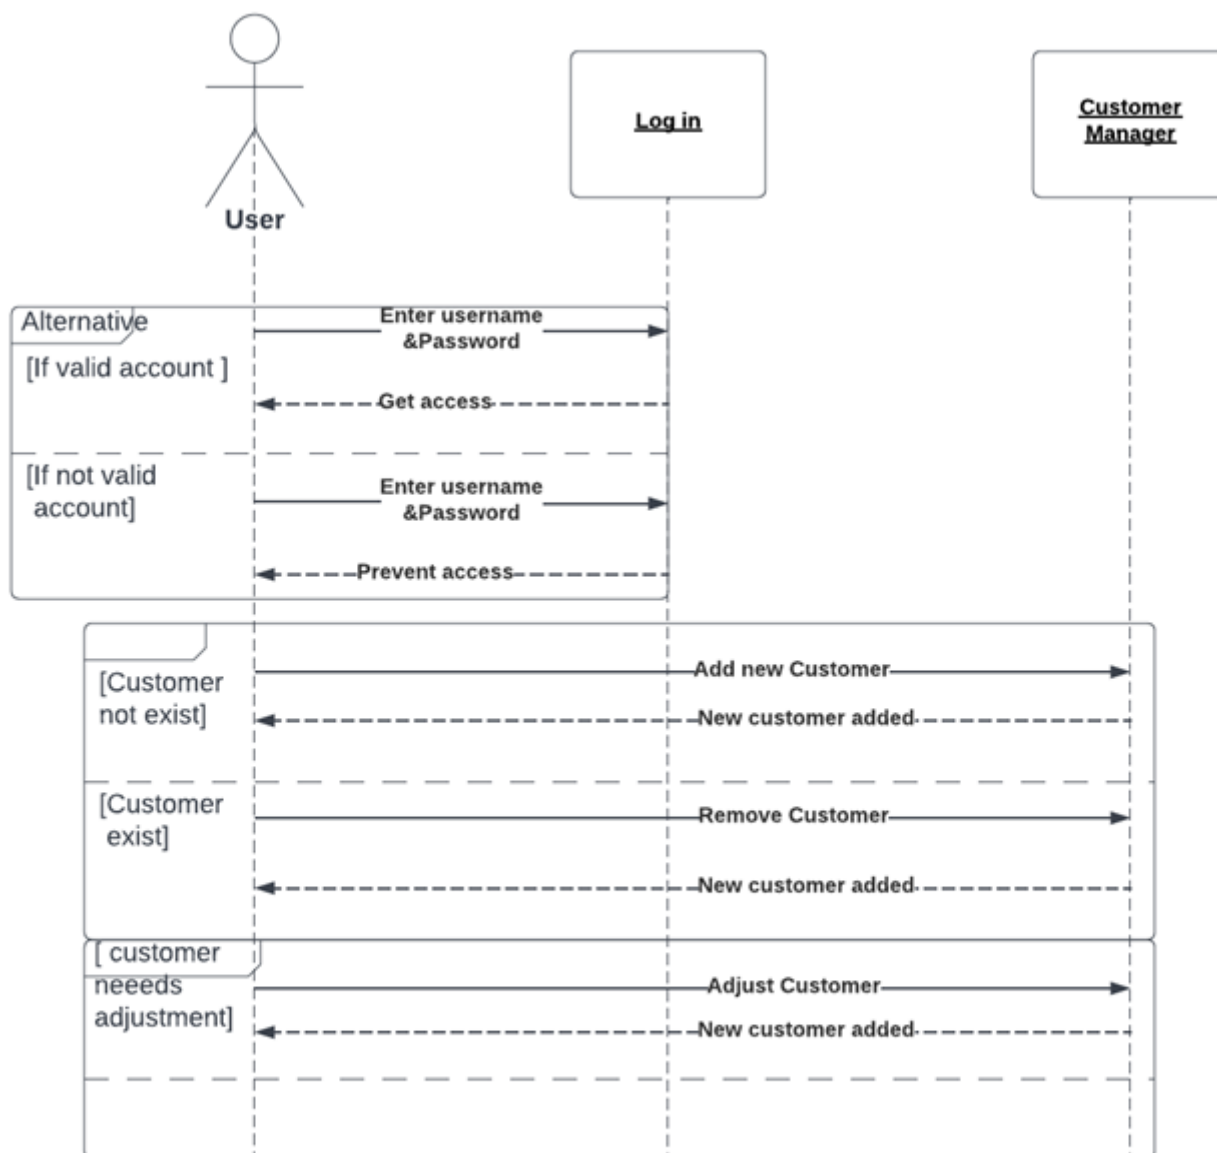 User
Log in
Customer
Manager
Alternative
[If valid account ]
Enter username
&Password
Get access
[If not valid
account]
Enter username
&Password
Prevent access
[Customer
not exist]
Add new Customer
New customer added
[Customer
exist]
Remove Customer
New customer added
[ customer
neeeds
adjustment]
Adjust Customer
New customer added